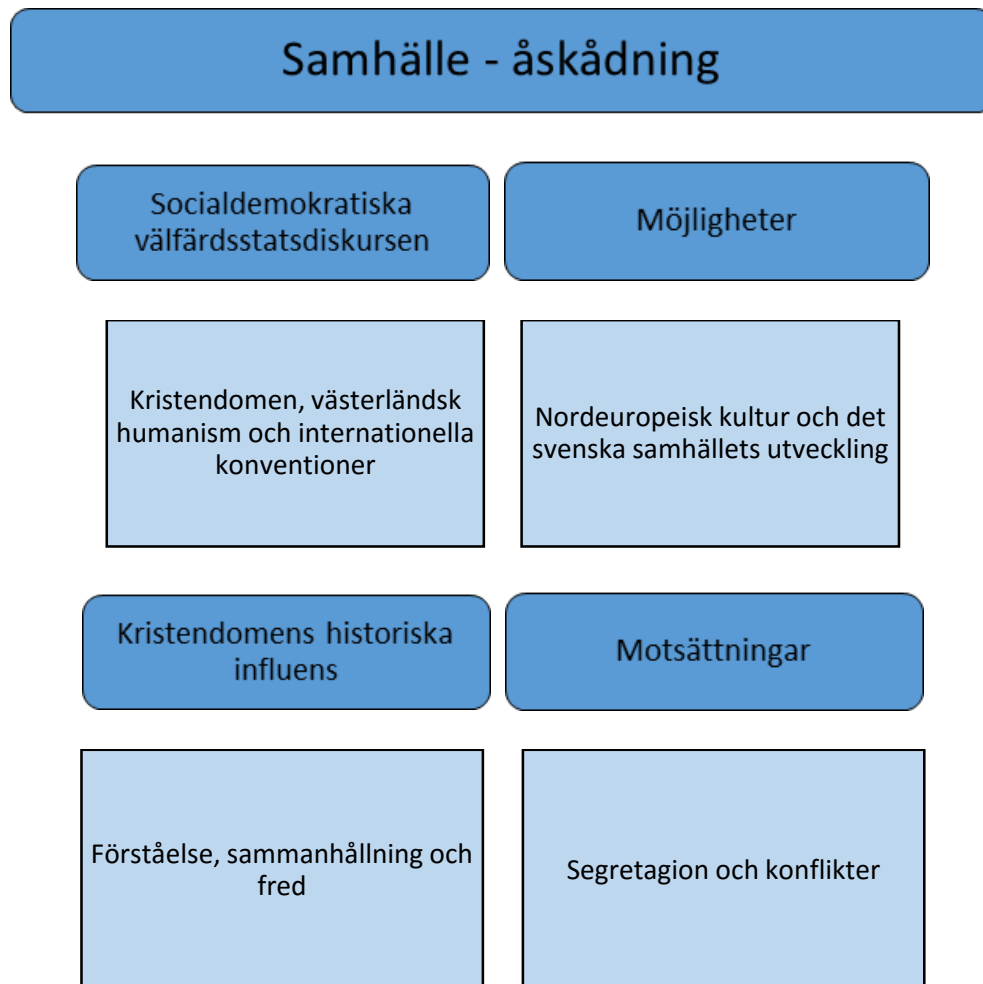 Samhälle - åskådning
Socialdemokratiska
välfärdsstatsdiskursen
Möjligheter
Kristendomen, västerländsk
humanism och internationella
konventioner
Nordeuropeisk kultur och det
svenska samhällets utveckling
Kristendomens historiska
influens
Motsättningar
Förståelse, sammanhållning och
fred
Segretagion och konflikter